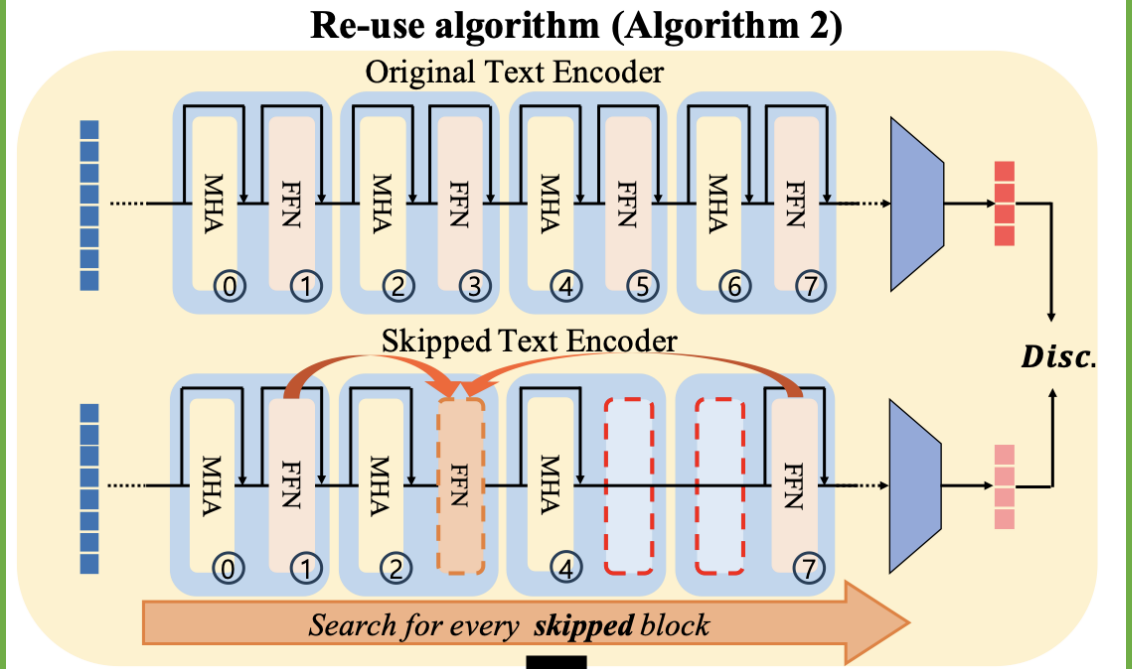 Re-use algorithm (Algorithm 2)
Original Text Encoder
MHA
FFN
MHA
FFN
MHA
FFN
MHA
FFN
0
1
2
3
4
5
6
7
Skipped Text Encoder
Disc.
MHA
FFN
MHA
FFN
MHA
FFN
0
1
2
4
7
Search for every skipped block